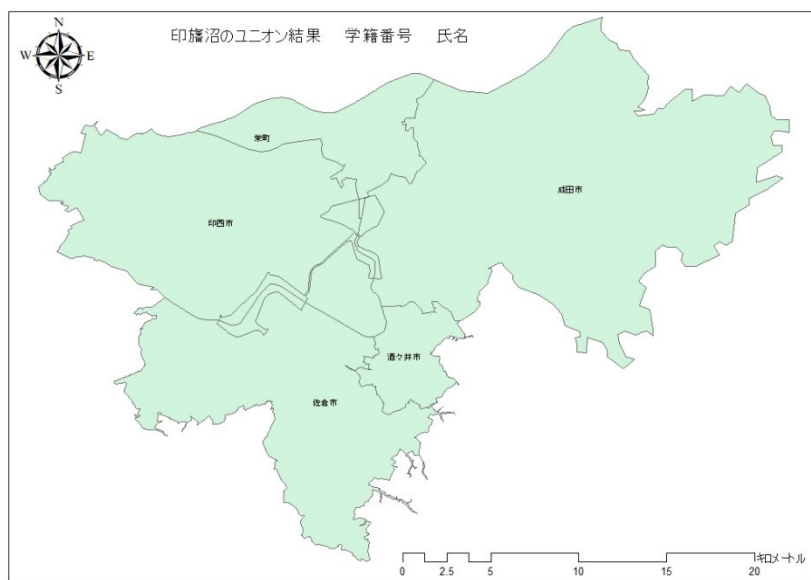 N
W E
S
印旛沼のユニオン結果 学籍番号 氏名
栄町
成田市
印西市
酒々井市
佐倉市
キロメートル
0 2.5 5 10 15 20